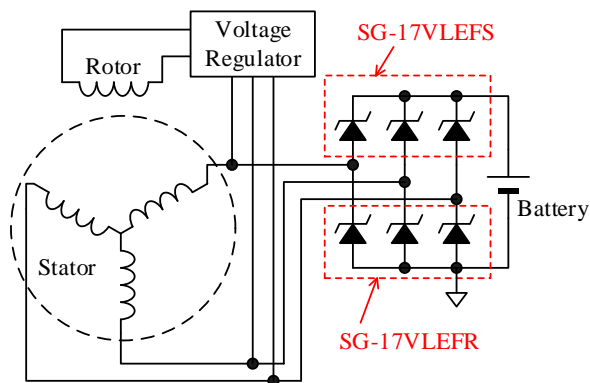 Voltage
Regulator
SG-17VLEFS
Rotor
Battery
Stator
SG-17VLEFR